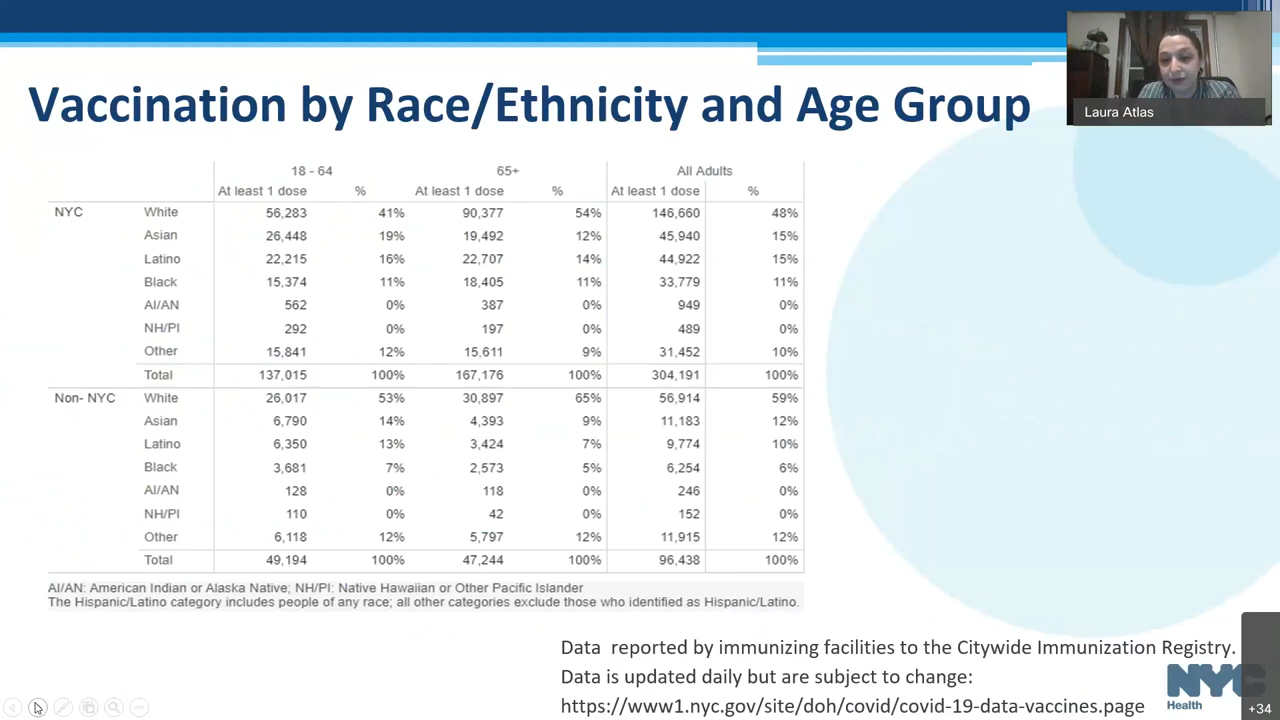 Laura Atlas
Vaccination by Race/Ethnicity and Age Group
18 - 64 65+ All Adults
At least 1 dose % At least 1 dose % At least 1 dose %
NYC White 56,283 41% 90,377 54% 146,660 48%
Asian 26,448 19% 19,492 12% 45,940 15%
Latino 22,215 16% 22,707 14% 44,922 15%
Black 15,374 11% 18,405 11% 33,779 11%
AI/AN 562 0% 387 0% 949 0%
NH/PI 292 0% 197 0% 489 0%
Other 15,841 12% 15,611 9% 31,452 10%
Total 137,015 100% 167,176 100% 304,191 100%
Non- NYC White 26,017 53% 30,897 65% 56,914 59%
Asian 6,790 14% 4,393 9% 11,183 12%
Latino 6,350 13% 3,424 7% 9,774 10%
Black 3,681 7% 2,573 5% 6,254 6%
AI/AN 128 0% 118 0% 246 0%
NH/PI 110 0% 42 0% 152 0%
Other 6,118 12% 5,797 12% 11,915 12%
Total 49,194 100% 47,244 100% 96,438 100%
AI/AN: American Indian or Alaska Native; NH/PI: Native Hawaiian or Other Pacific Islander
The Hispanic/Latino category includes people of any race; all other categories exclude those who identified as Hispanic/Latino.
Data reported by immunizing facilities to the Citywide Immunization Registry.
Data is updated daily but are subject to change:
https://www1.nyc.gov/site/doh/covid/covid-19-data-vaccines.page
NYC
Health
+34